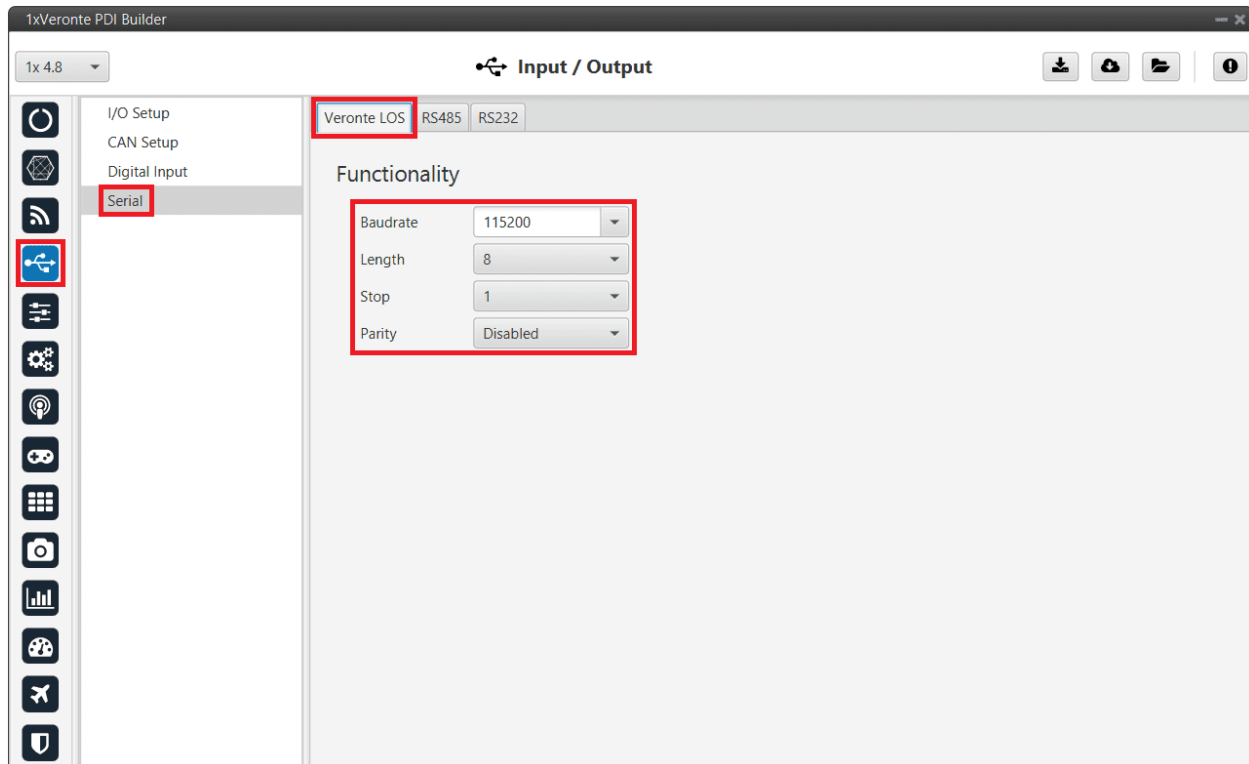 1xVeronte PDI Builder
1x 4.8
Input / Output
I/O Setup
CAN Setup
Digital Input
Serial
Veronte LOS RS485 RS232
Functionality
Baudrate 115200
Length 8
Stop 1
Parity Disabled